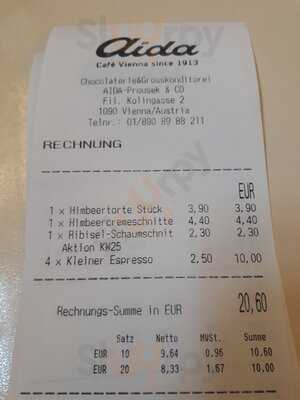 Aida
Café Vienna since 1913
Chocolaterie&Grosskonditorei
AIDA-Prousek & CO
Fil. Kolingasse 2
1090 Vienna/Austria
Telnr.: 01/890 89 88 211
RECHNUNG
EUR
1 x Himbeertorte Stück 3,90 3,90
1 x Himbeercremeschnitte 4,40 4,40
1 x Ribisel-Schaumschnit 2,30 2,30
Aktion KW25
4 x Kleiner Espresso 2,50 10,00
Rechnungs-Summe in EUR 20,60
Satz Netto MWSt. Summe
EUR 10 9,64 0,96 10,60
EUR 20 8,33 1,67 10,00